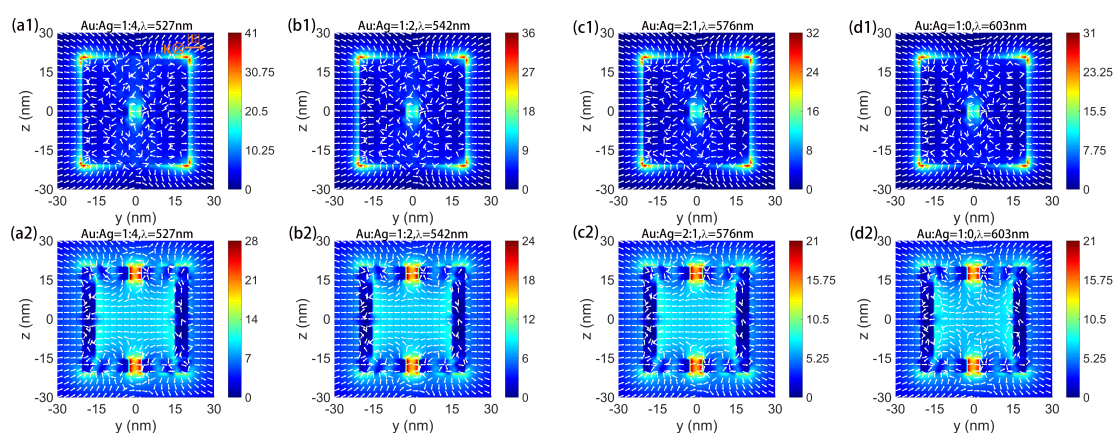 (a1) Au:Ag=1:4,λ=527nm
30 15 0 -15 -30
z (nm)
-30 -15 0 15 30
y (nm)
41 30.75 20.5 10.25 0
(b1) Au:Ag=1:2,λ=542nm
30 15 0 -15 -30
z (nm)
-30 -15 0 15 30
y (nm)
36 27 18 9 0
(c1) Au:Ag=2:1,λ=576nm
30 15 0 -15 -30
z (nm)
-30 -15 0 15 30
y (nm)
32 24 16 8 0
(d1) Au:Ag=1:0,λ=603nm
30 15 0 -15 -30
z (nm)
-30 -15 0 15 30
y (nm)
31 23.25 15.5 7.75 0
(a2) Au:Ag=1:4,λ=527nm
30 15 0 -15 -30
z (nm)
-30 -15 0 15 30
y (nm)
28 21 14 7 0
(b2) Au:Ag=1:2,λ=542nm
30 15 0 -15 -30
z (nm)
-30 -15 0 15 30
y (nm)
24 18 12 6 0
(c2) Au:Ag=2:1,λ=576nm
30 15 0 -15 -30
z (nm)
-30 -15 0 15 30
y (nm)
21 15.75 10.5 5.25 0
(d2) Au:Ag=1:0,λ=603nm
30 15 0 -15 -30
z (nm)
-30 -15 0 15 30
y (nm)
21 15.75 10.5 5.25 0